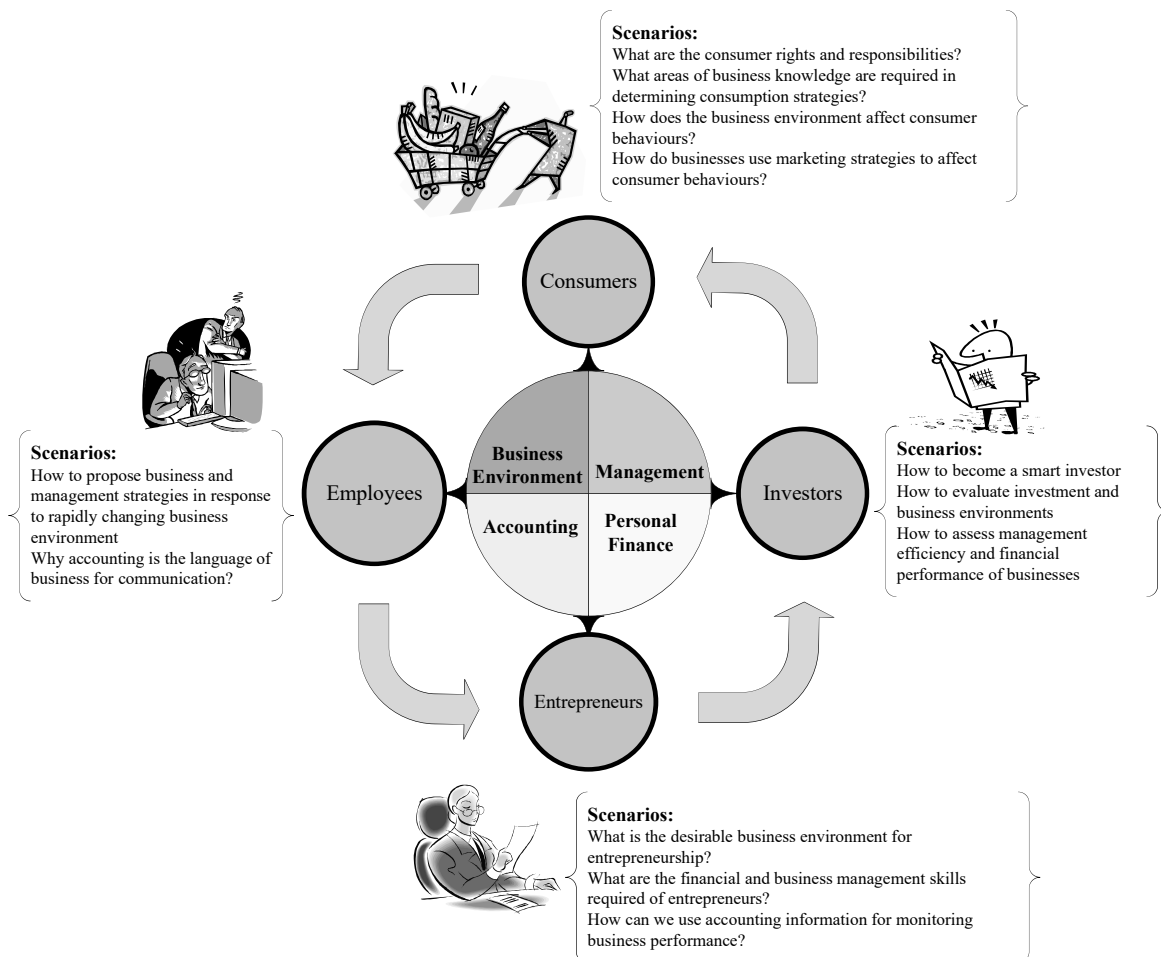 Scenarios:
What are the consumer rights and responsibilities?
What areas of business knowledge are required in
determining consumption strategies?
How does the business environment affect consumer
behaviours?
How do businesses use marketing strategies to affect
consumer behaviours?
Consumers
Scenarios:
How to propose business and
management strategies in response
to rapidly changing business
environment
Why accounting is the language of
business for communication?
Employees
Business
Environment
Management
Accounting
Personal
Finance
Investors
Scenarios:
How to become a smart investor
How to evaluate investment and
business environments
How to assess management
efficiency and financial
performance of businesses
Entrepreneurs
Scenarios:
What is the desirable business environment for
entrepreneurship?
What are the financial and business management skills
required of entrepreneurs?
How can we use accounting information for monitoring
business performance?